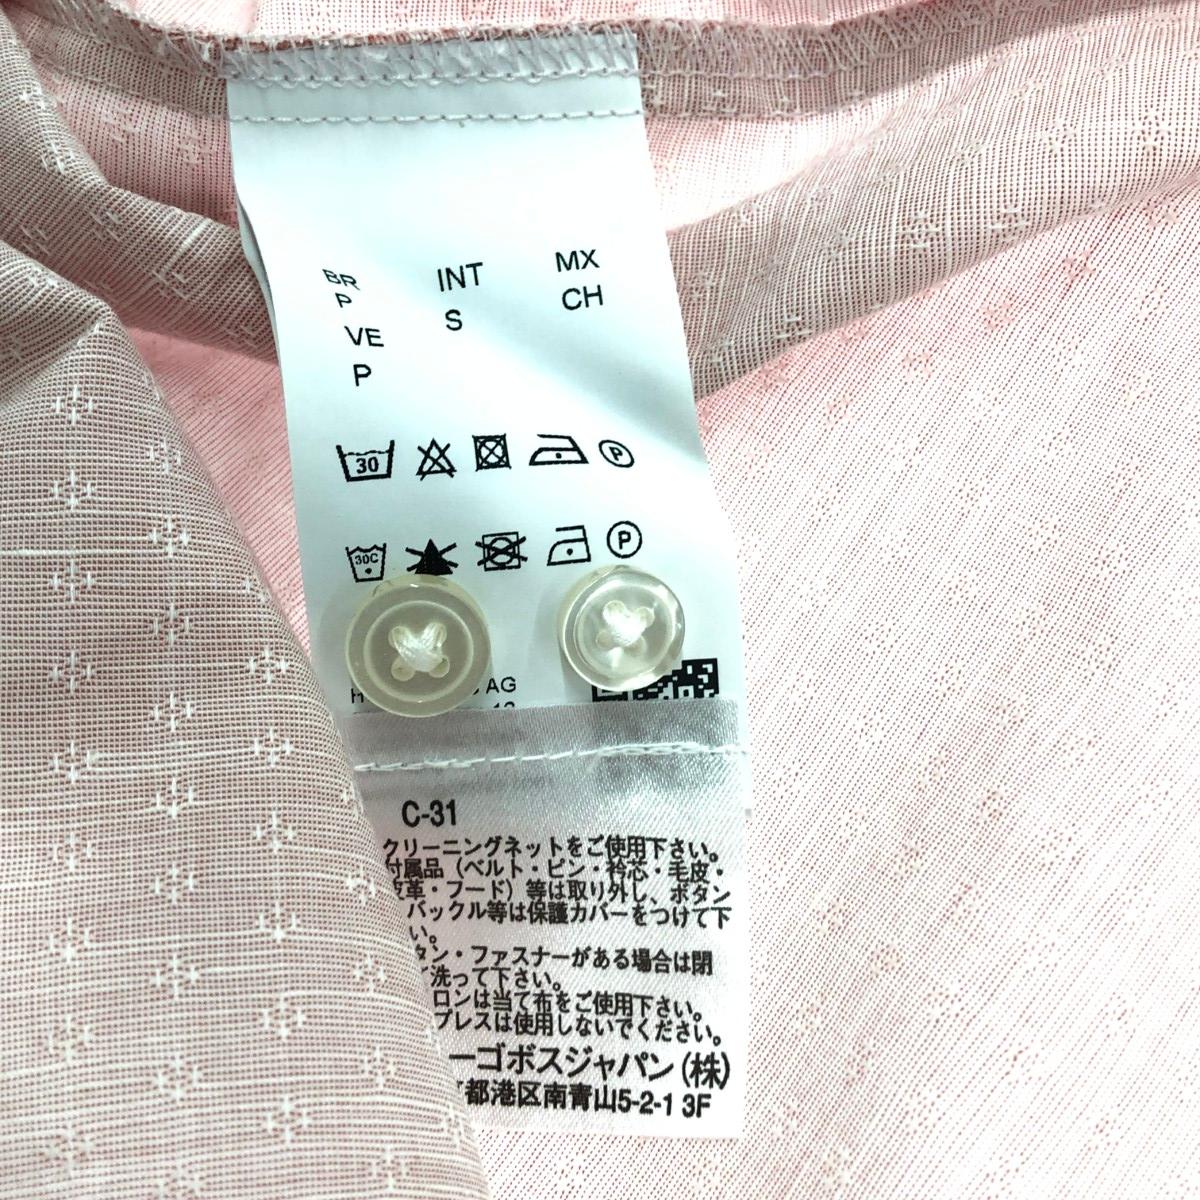 BR INT MX
P S CH
VE
P
30 P
30C P
AG
C-31
クリーニングネットをご使用下さい。
付属品（ベルト・ピン・衿芯・毛皮・
皮革・フード）等は取り外し、ボタン
バックル等は保護カバーをつけて下
い。
タン・ファスナーがある場合は閉
洗って下さい。
ロンは当て布をご使用下さい。
プレスは使用しないでください。
ーゴボスジャパン(株)
都港区南青山5-2-1 3F